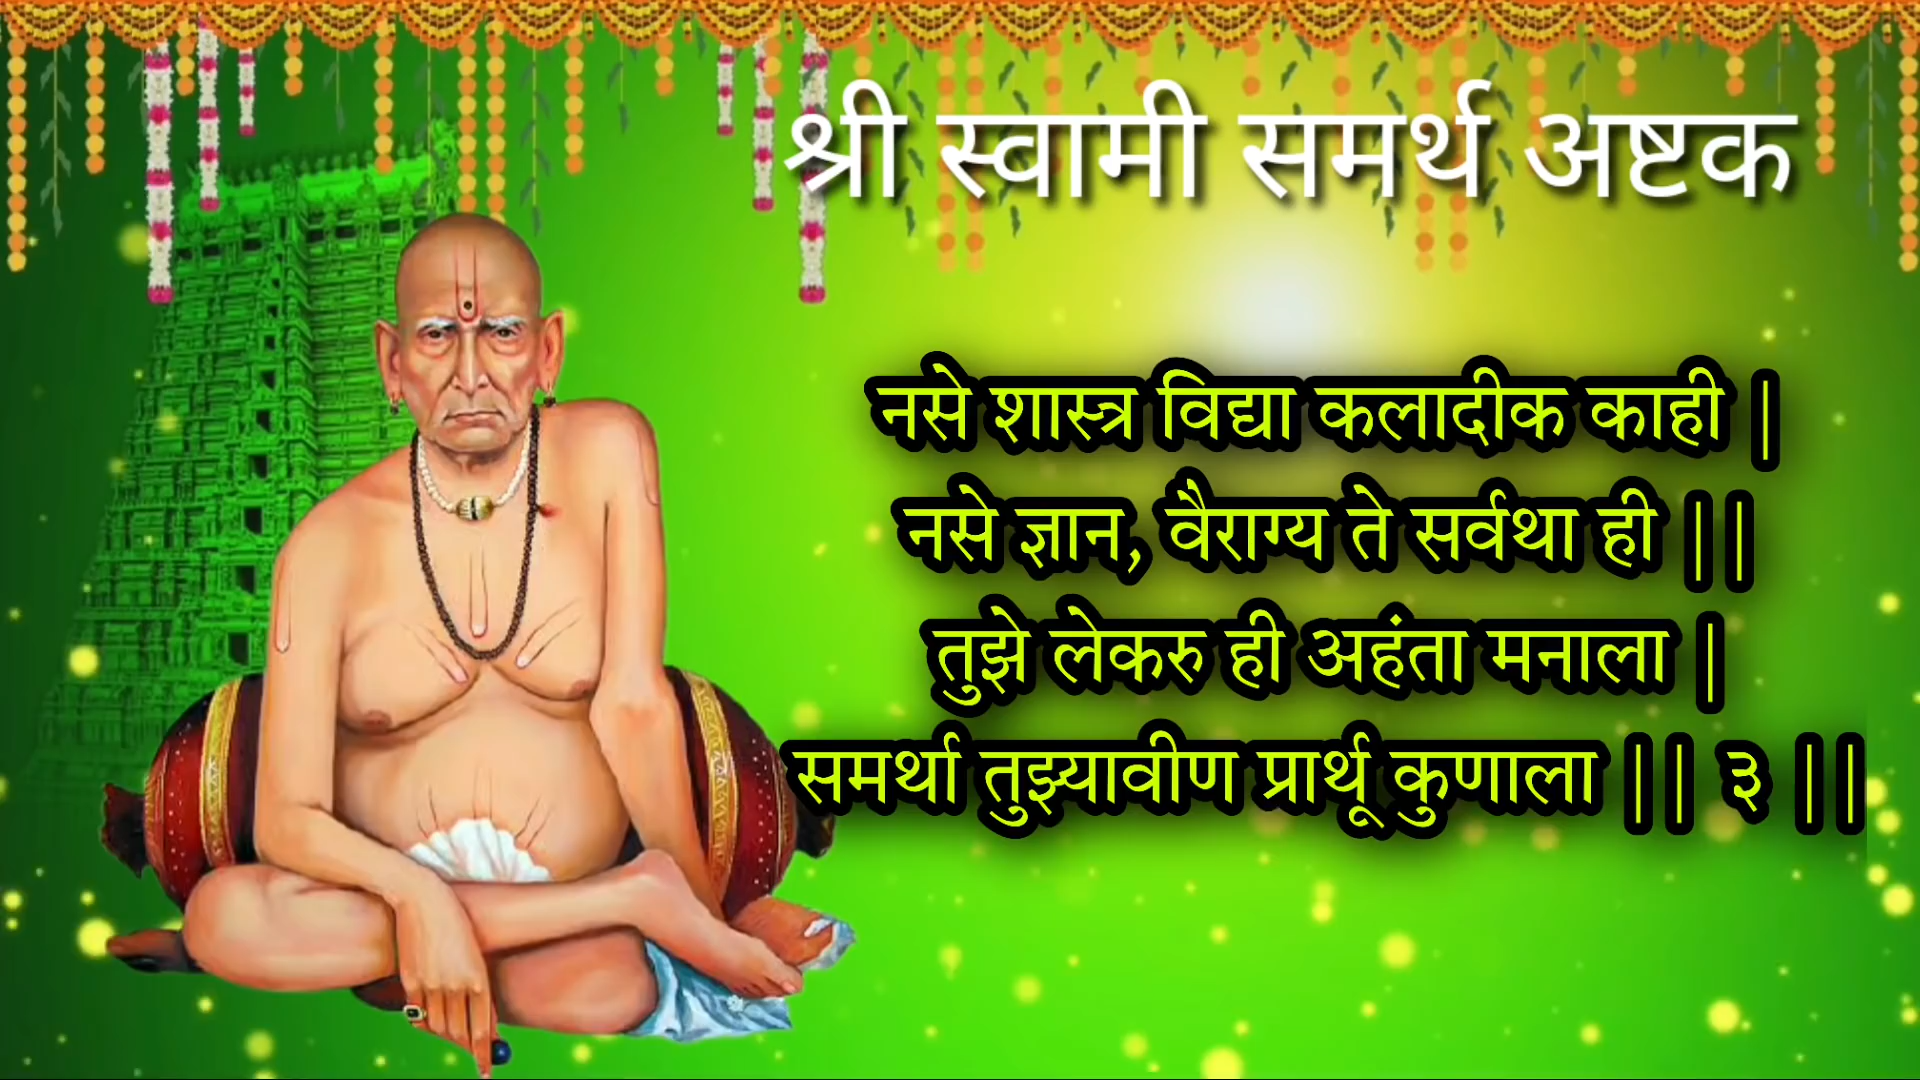 श्री स्वामी समर्थ अष्टक
नसे शास्त्र विद्या कलादीक काही |
नसे ज्ञान, वैराग्य ते सर्वथा ही ||
तुझे लेकरु ही अहंता मनाला |
समर्था तुझ्यावीण प्रार्थू कुणाला || ३ ||